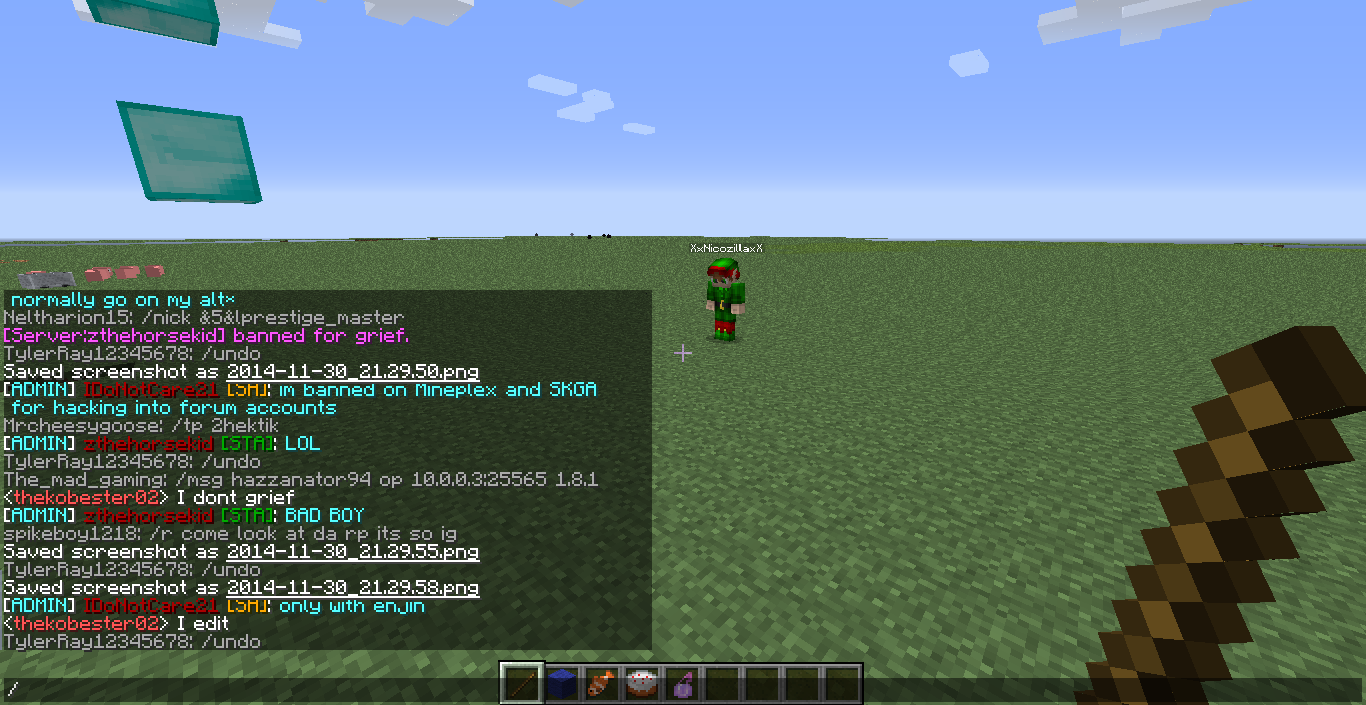 XxNicozillaxX
normally go on my alt*
Neltharion15: /nick &5&lprestige_master
[Server:zthehorsekid] banned for grief.
TylerRay12345678: /undo
Saved screenshot as 2014-11-30_21.29.50.png
[ADMIN] IDoNotCare21 [SA]: im banned on Mineplex and SKGA
for hacking into forum accounts
Mrcheesygoose: /tp 2hektik
[ADMIN] zthehorsekid [STA]: LOL
TylerRay12345678: /undo
The_mad_gaming: /msg hazzanator94 op 10.0.0.3:25565 1.8.1
<thekobester02> I dont grief
[ADMIN] zthehorsekid [STA]: BAD BOY
spikeboy1218: /r come look at da rp its so ig
Saved screenshot as 2014-11-30_21.29.55.png
TylerRay12345678: /undo
Saved screenshot as 2014-11-30_21.29.58.png
[ADMIN] IDoNotCare21 [SA]: only with enjin
<thekobester02> I edit
TylerRay12345678: /undo
/